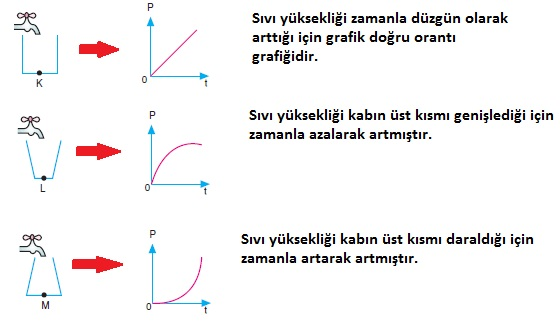 P
Sıvı yüksekliği zamanla düzgün olarak
arttığı için grafik doğru orantı
grafiğidir.
K
0
t
P
Sıvı yüksekliği kabın üst kısmı genişlediği için
zamanla azalarak artmıştır.
L
0
t
P
Sıvı yüksekliği kabın üst kısmı daraldığı için
zamanla artarak artmıştır.
M
0
t